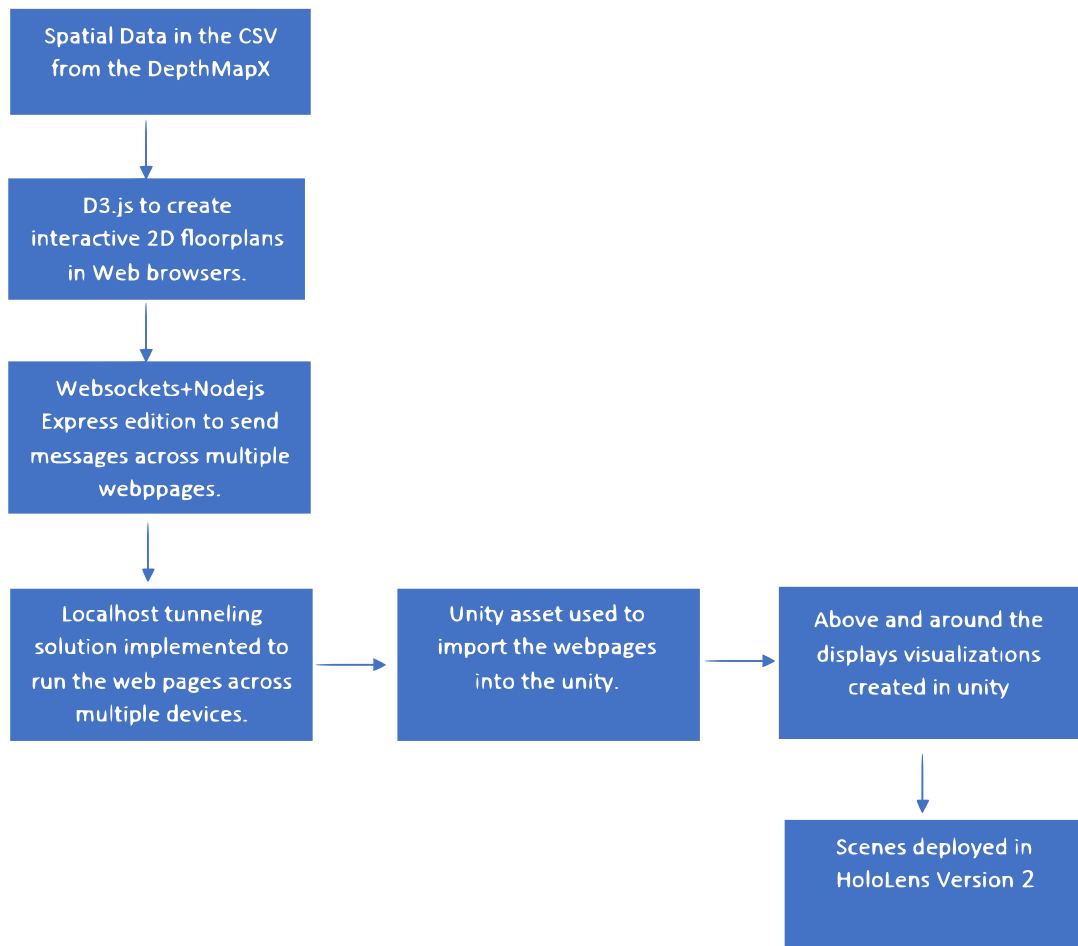 Spatial Data in the CSV
from the DepthMapX
D3.js to create
interactive 2D floorplans
in Web browsers.
Websockets+Nodejs
Express edition to send
messages across multiple
webppages.
Localhost tunneling
solution implemented to
run the web pages across
multiple devices.
Unity asset used to
import the webpages
into the unity.
Above and around the
displays visualizations
created in unity
Scenes deployed in
HoloLens Version 2